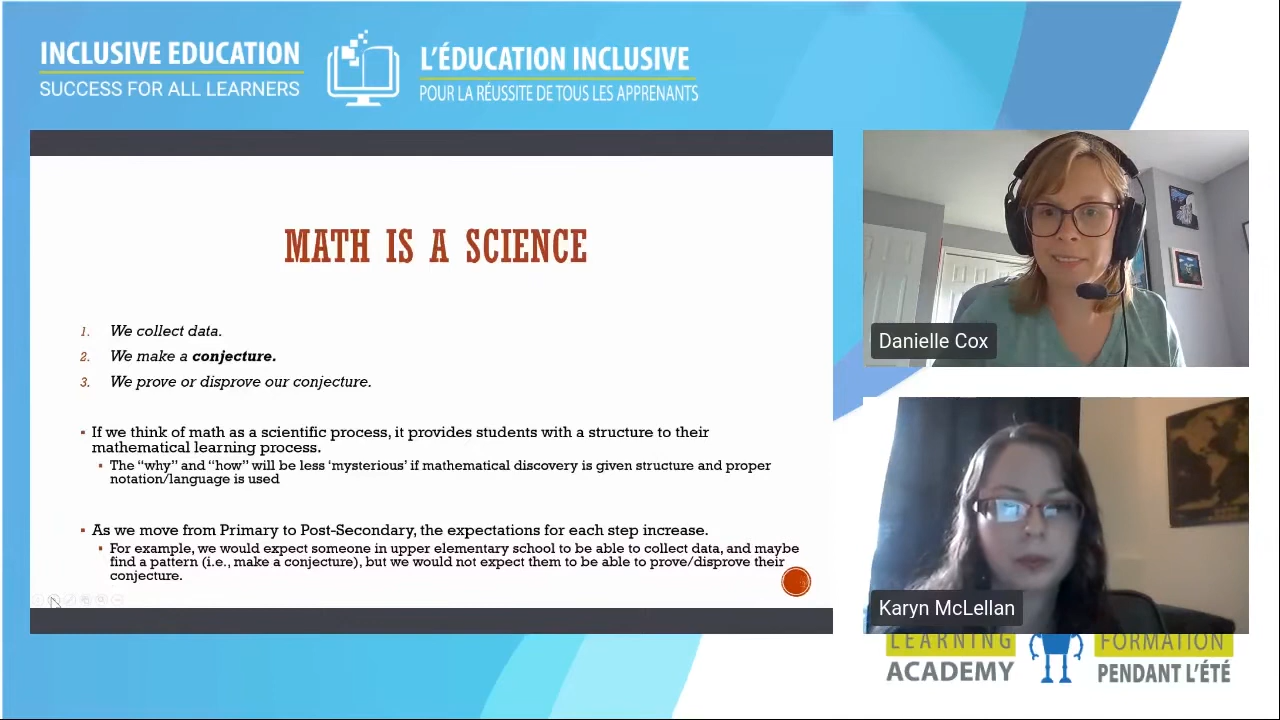 INCLUSIVE EDUCATION
SUCCESS FOR ALL LEARNERS
L'ÉDUCATION INCLUSIVE
POUR LA RÉUSSITE DE TOUS LES APPRENANTS
MATH IS A SCIENCE
1. We collect data.
2. We make a conjecture.
3. We prove or disprove our conjecture.
If we think of math as a scientific process, it provides students with a structure to their
mathematical learning process.
The “why” and “how” will be less ‘mysterious’ if mathematical discovery is given structure and proper
notation/language is used
As we move from Primary to Post-Secondary, the expectations for each step increase.
For example, we would expect someone in upper elementary school to be able to collect data, and maybe
find a pattern (i.e., make a conjecture), but we would not expect them to be able to prove/disprove their
conjecture.
Danielle Cox
Karyn McLellan
LEARNING
ACADEMY
FORMATION
PENDANT L'ÉTÉ